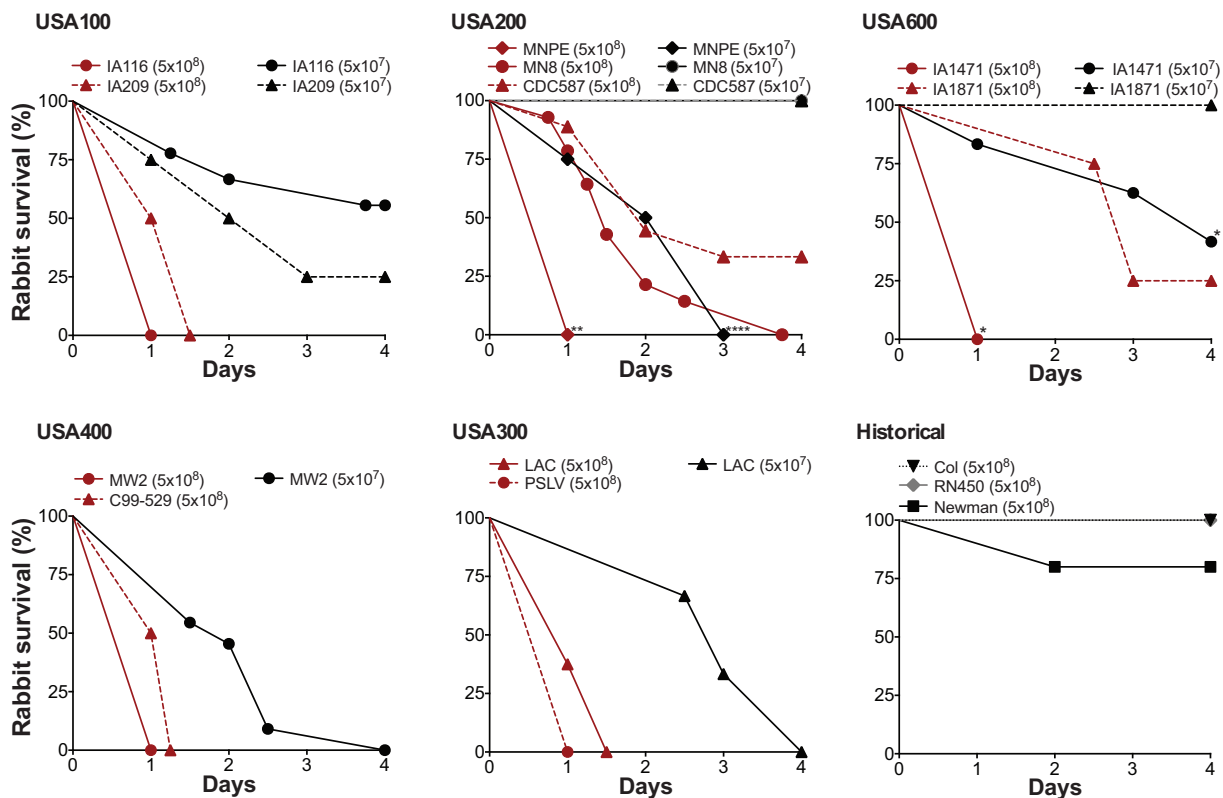 USA100
IA116 (5x10⁸) IA116 (5x10⁷)
IA209 (5x10⁸) IA209 (5x10⁷)
Rabbit survival (%)
100
75
50
25
0
0 1 2 3 4
Days
USA200
MNPE (5x10⁸) MNPE (5x10⁷)
MN8 (5x10⁸) MN8 (5x10⁷)
CDC587 (5x10⁸) CDC587 (5x10⁷)
100
75
50
25
0
** ****
0 1 2 3 4
Days
USA600
IA1471 (5x10⁸) IA1471 (5x10⁷)
IA1871 (5x10⁸) IA1871 (5x10⁷)
100
75
50
*
25
0
*
0 1 2 3 4
Days
USA400
MW2 (5x10⁸) MW2 (5x10⁷)
C99-529 (5x10⁸)
Rabbit survival (%)
100
75
50
25
0
0 1 2 3 4
Days
USA300
LAC (5x10⁸) LAC (5x10⁷)
PSLV (5x10⁸)
100
75
50
25
0
0 1 2 3 4
Days
Historical
Col (5x10⁸)
RN450 (5x10⁸)
Newman (5x10⁸)
100
75
50
25
0
0 1 2 3 4
Days